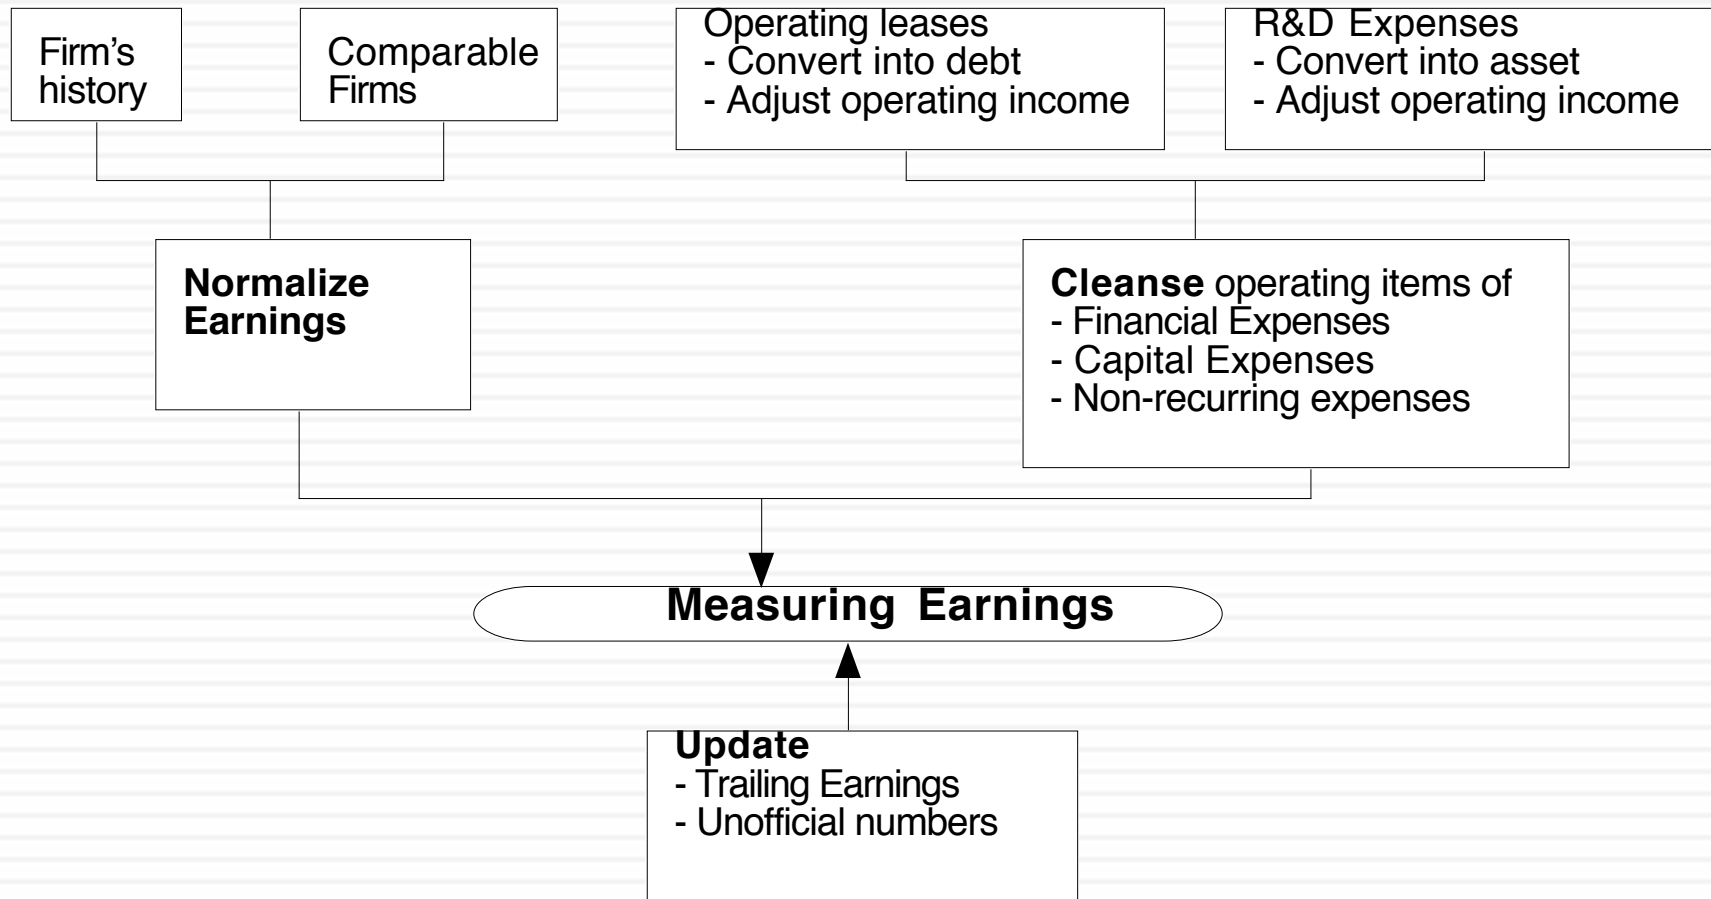 Firm’s
history
Comparable
Firms
Operating leases
- Convert into debt
- Adjust operating income
R&D Expenses
- Convert into asset
- Adjust operating income
Normalize
Earnings
Cleanse operating items of
- Financial Expenses
- Capital Expenses
- Non-recurring expenses
Measuring Earnings
Update
- Trailing Earnings
- Unofficial numbers